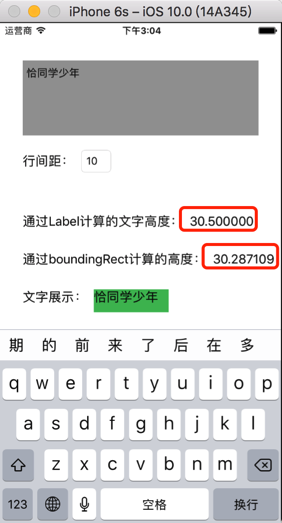 iPhone 6s – iOS 10.0 (14A345)
运营商 下午3:04
恰同学少年
行间距： 10
通过Label计算的文字高度： 30.500000
通过boundingRect计算的高度： 30.287109
文字展示： 恰同学少年
期 的 前 来 了 后 在 多
q w e r t y u i o p
a s d f g h j k l
z x c v b n m
123 空格 换行